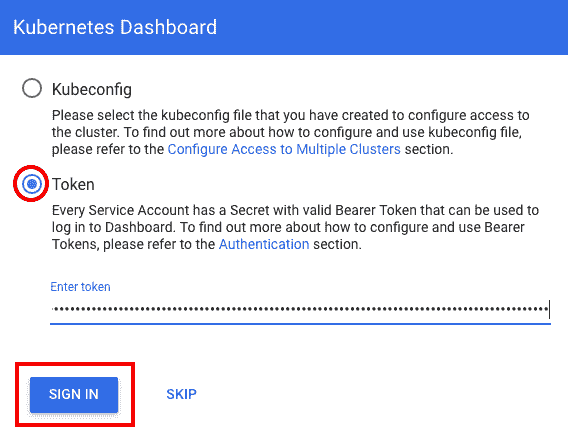 Kubernetes Dashboard
Kubeconfig
Please select the kubeconfig file that you have created to configure access to
the cluster. To find out more about how to configure and use kubeconfig file,
please refer to the Configure Access to Multiple Clusters section.
Token
Every Service Account has a Secret with valid Bearer Token that can be used to
log in to Dashboard. To find out more about how to configure and use Bearer
Tokens, please refer to the Authentication section.
Enter token
SIGN IN SKIP